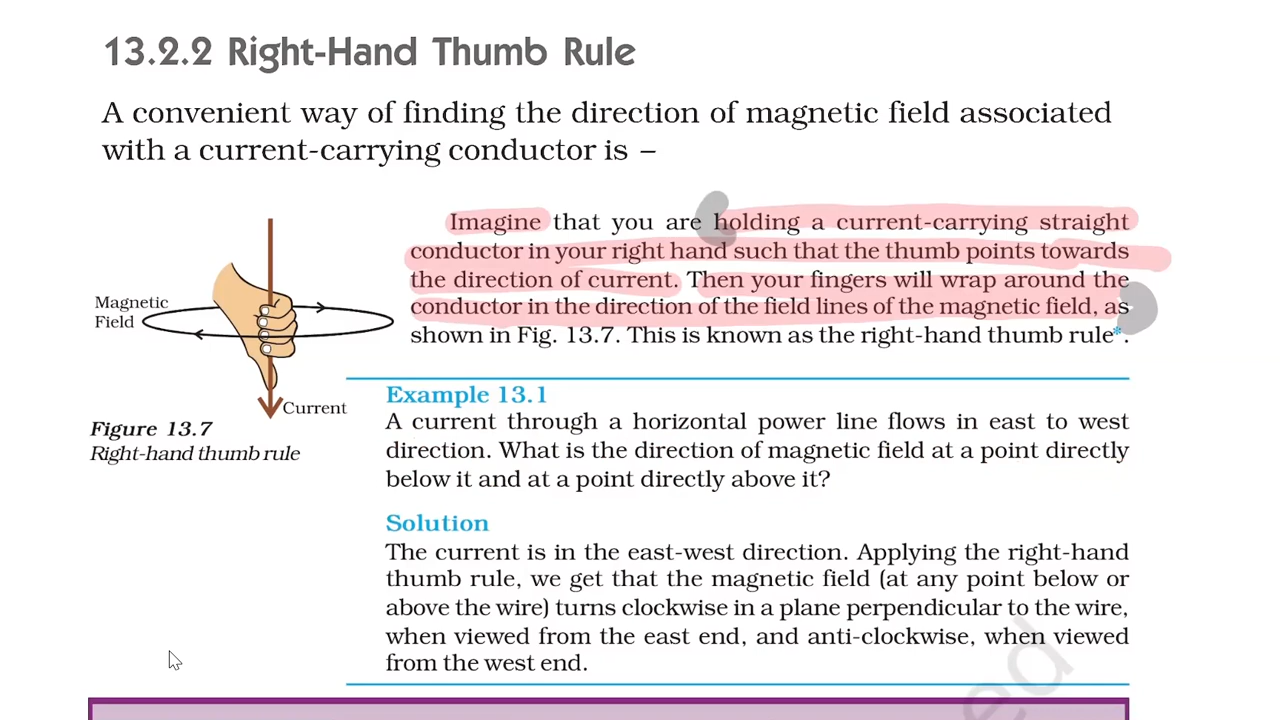 13.2.2 Right-Hand Thumb Rule
A convenient way of finding the direction of magnetic field associated
with a current-carrying conductor is –
Imagine that you are holding a current-carrying straight
conductor in your right hand such that the thumb points towards
the direction of current. Then your fingers will wrap around the
conductor in the direction of the field lines of the magnetic field, as
shown in Fig. 13.7. This is known as the right-hand thumb rule*.
Magnetic
Field
Current
Figure 13.7
Right-hand thumb rule
Example 13.1
A current through a horizontal power line flows in east to west
direction. What is the direction of magnetic field at a point directly
below it and at a point directly above it?
Solution
The current is in the east-west direction. Applying the right-hand
thumb rule, we get that the magnetic field (at any point below or
above the wire) turns clockwise in a plane perpendicular to the wire,
when viewed from the east end, and anti-clockwise, when viewed
from the west end.
ed